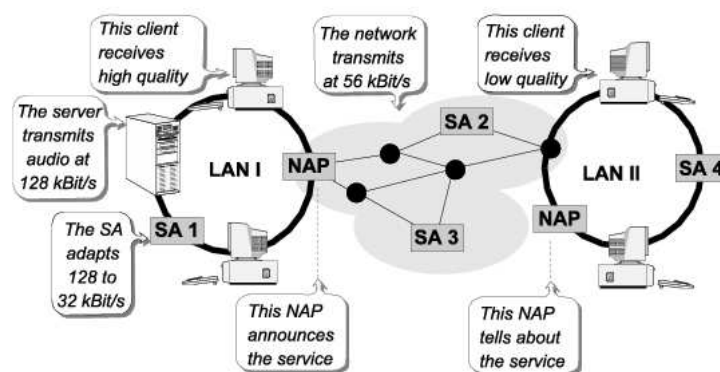 This client
receives
high quality
The network
transmits
at 56 kBit/s
This client
receives
low quality
The server
transmits
audio at
128 kBit/s
LAN I
NAP
SA 2
LAN II
SA 4
SA 1
SA 3
NAP
The SA
adapts
128 to
32 kBit/s
This NAP
announces
the service
This NAP
tells about
the service